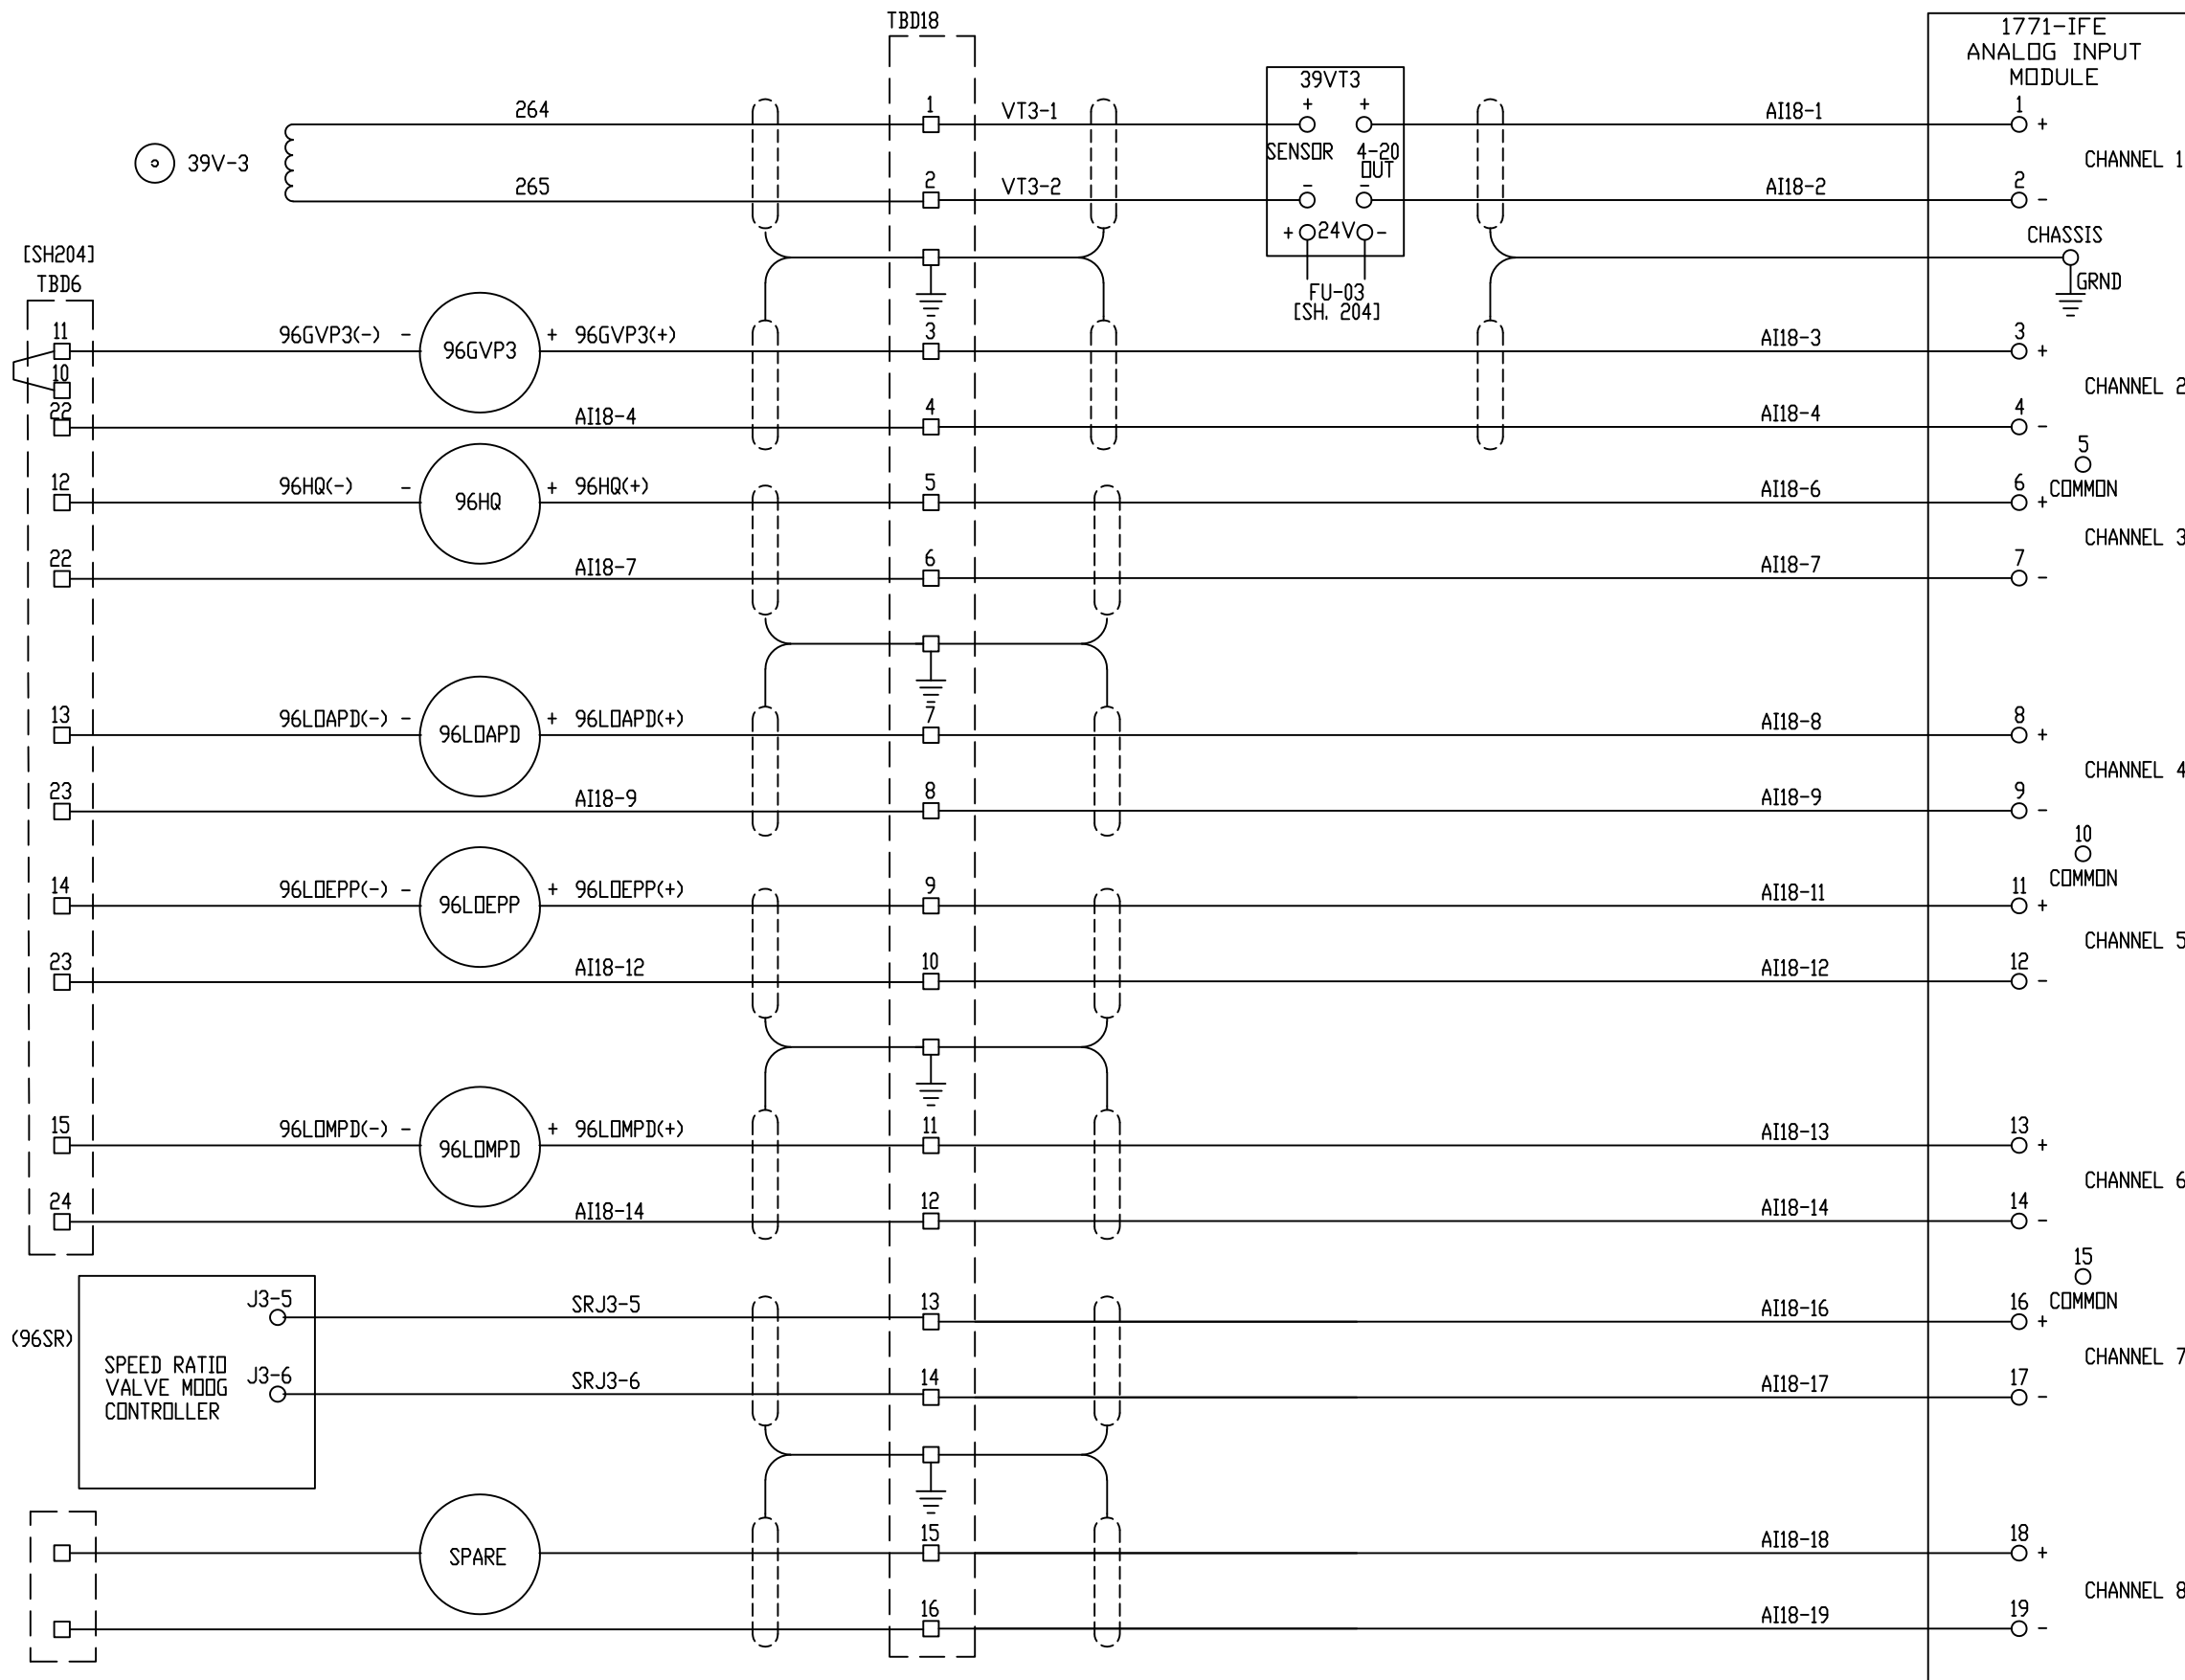 TBD18
1771-IFE
ANALOG INPUT
MODULE
39VT3
+ +
264 1 VT3-1 AI18-1 1 +
39V-3 SENSOR 4-20 CHANNEL 1
OUT
265 2 VT3-2 - - AI18-2 2 -
+ 24V -
CHASSIS
[SH204]
TBD6 GRND
FU-03
[SH. 204]
11 96GVP3(-) - 96GVP3 + 96GVP3(+) 3 AI18-3 3 +
10 CHANNEL 2
22 AI18-4 4 AI18-4 4 -
5
COMMON
12 96HQ(-) - 96HQ + 96HQ(+) 5 AI18-6 6 +
CHANNEL 3
22 AI18-7 6 AI18-7 7 -
13 96LOAPD(-) - 96LOAPD + 96LOAPD(+) 7 AI18-8 8 +
CHANNEL 4
23 AI18-9 8 AI18-9 9 -
10
COMMON
14 96LOEPP(-) - 96LOEPP + 96LOEPP(+) 9 AI18-11 11 +
CHANNEL 5
23 AI18-12 10 AI18-12 12 -
15 96LOMPD(-) - 96LOMPD + 96LOMPD(+) 11 AI18-13 13 +
CHANNEL 6
24 AI18-14 12 AI18-14 14 -
15
COMMON
J3-5 SRJ3-5 13 AI18-16 16 +
(96SR)
SPEED RATIO
VALVE MOOG
CONTROLLER
CHANNEL 7
J3-6 SRJ3-6 14 AI18-17 17 -
SPARE 15 AI18-18 18 +
CHANNEL 8
16 AI18-19 19 -